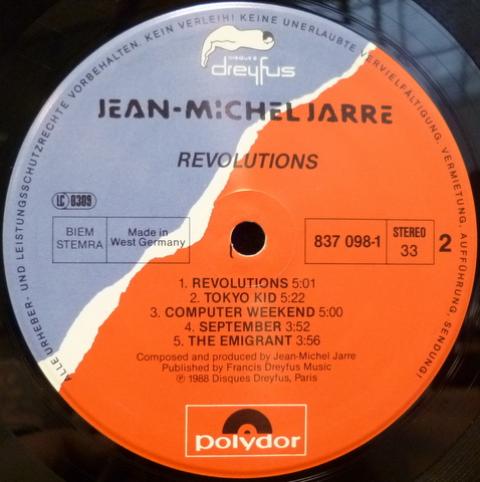 ALLE URHEBER- UND LEISTUNGSSCHUTZRECHTE VORBEHALTEN. KEIN VERLEIH! KEINE UNERLAUBTE VERVIELFÄLTIGUNG, VERMIETUNG, AUFFÜHRUNG, SENDUNG!
DISQUES
dreyfus
JEAN-MICHEL JARRE
REVOLUTIONS
LC 0309
BIEM
STEMRA
Made in
West Germany
837 098-1
STEREO
33
2
1. REVOLUTIONS 5:01
2. TOKYO KID 5:22
3. COMPUTER WEEKEND 5:00
4. SEPTEMBER 3:52
5. THE EMIGRANT 3:56
Composed and produced by Jean-Michel Jarre
Published by Francis Dreyfus Music
℗ 1988 Disques Dreyfus, Paris
polydor